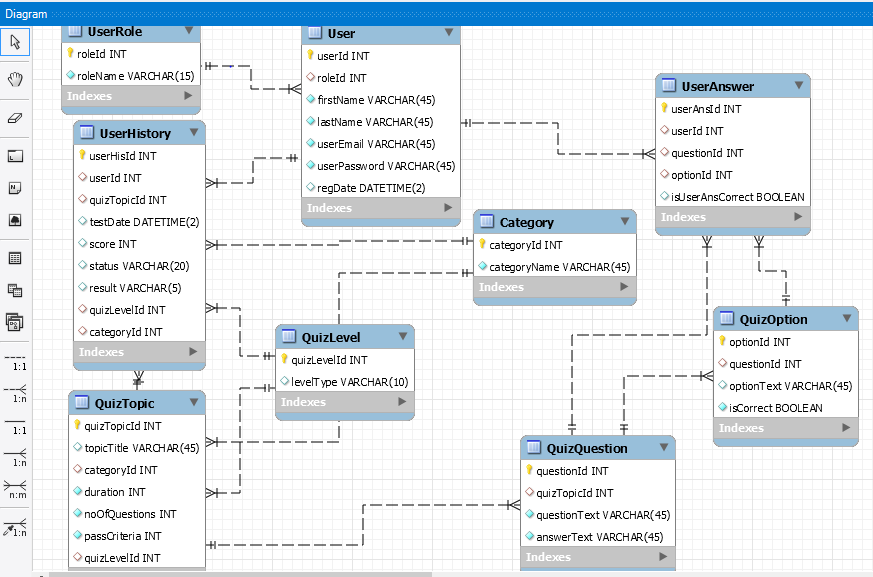 Diagram
UserRole
roleId INT
roleName VARCHAR(15)
Indexes
User
userId INT
roleId INT
firstName VARCHAR(45)
lastName VARCHAR(45)
userEmail VARCHAR(45)
userPassword VARCHAR(45)
regDate DATETIME(2)
Indexes
UserAnswer
userAnsId INT
userId INT
questionId INT
optionId INT
isUserAnsCorrect BOOLEAN
Indexes
UserHistory
userHisId INT
userId INT
quizTopicId INT
testDate DATETIME(2)
score INT
status VARCHAR(20)
result VARCHAR(5)
quizLevelId INT
categoryId INT
Indexes
Category
categoryId INT
categoryName VARCHAR(45)
Indexes
QuizLevel
quizLevelId INT
levelType VARCHAR(10)
Indexes
QuizOption
optionId INT
questionId INT
optionText VARCHAR(45)
isCorrect BOOLEAN
Indexes
QuizTopic
quizTopicId INT
topicTitle VARCHAR(45)
categoryId INT
duration INT
noOfQuestions INT
passCriteria INT
quizLevelId INT
QuizQuestion
questionId INT
quizTopicId INT
questionText VARCHAR(45)
answerText VARCHAR(45)
Indexes
1:1
1:n
1:1
1:n
n:m
1:n